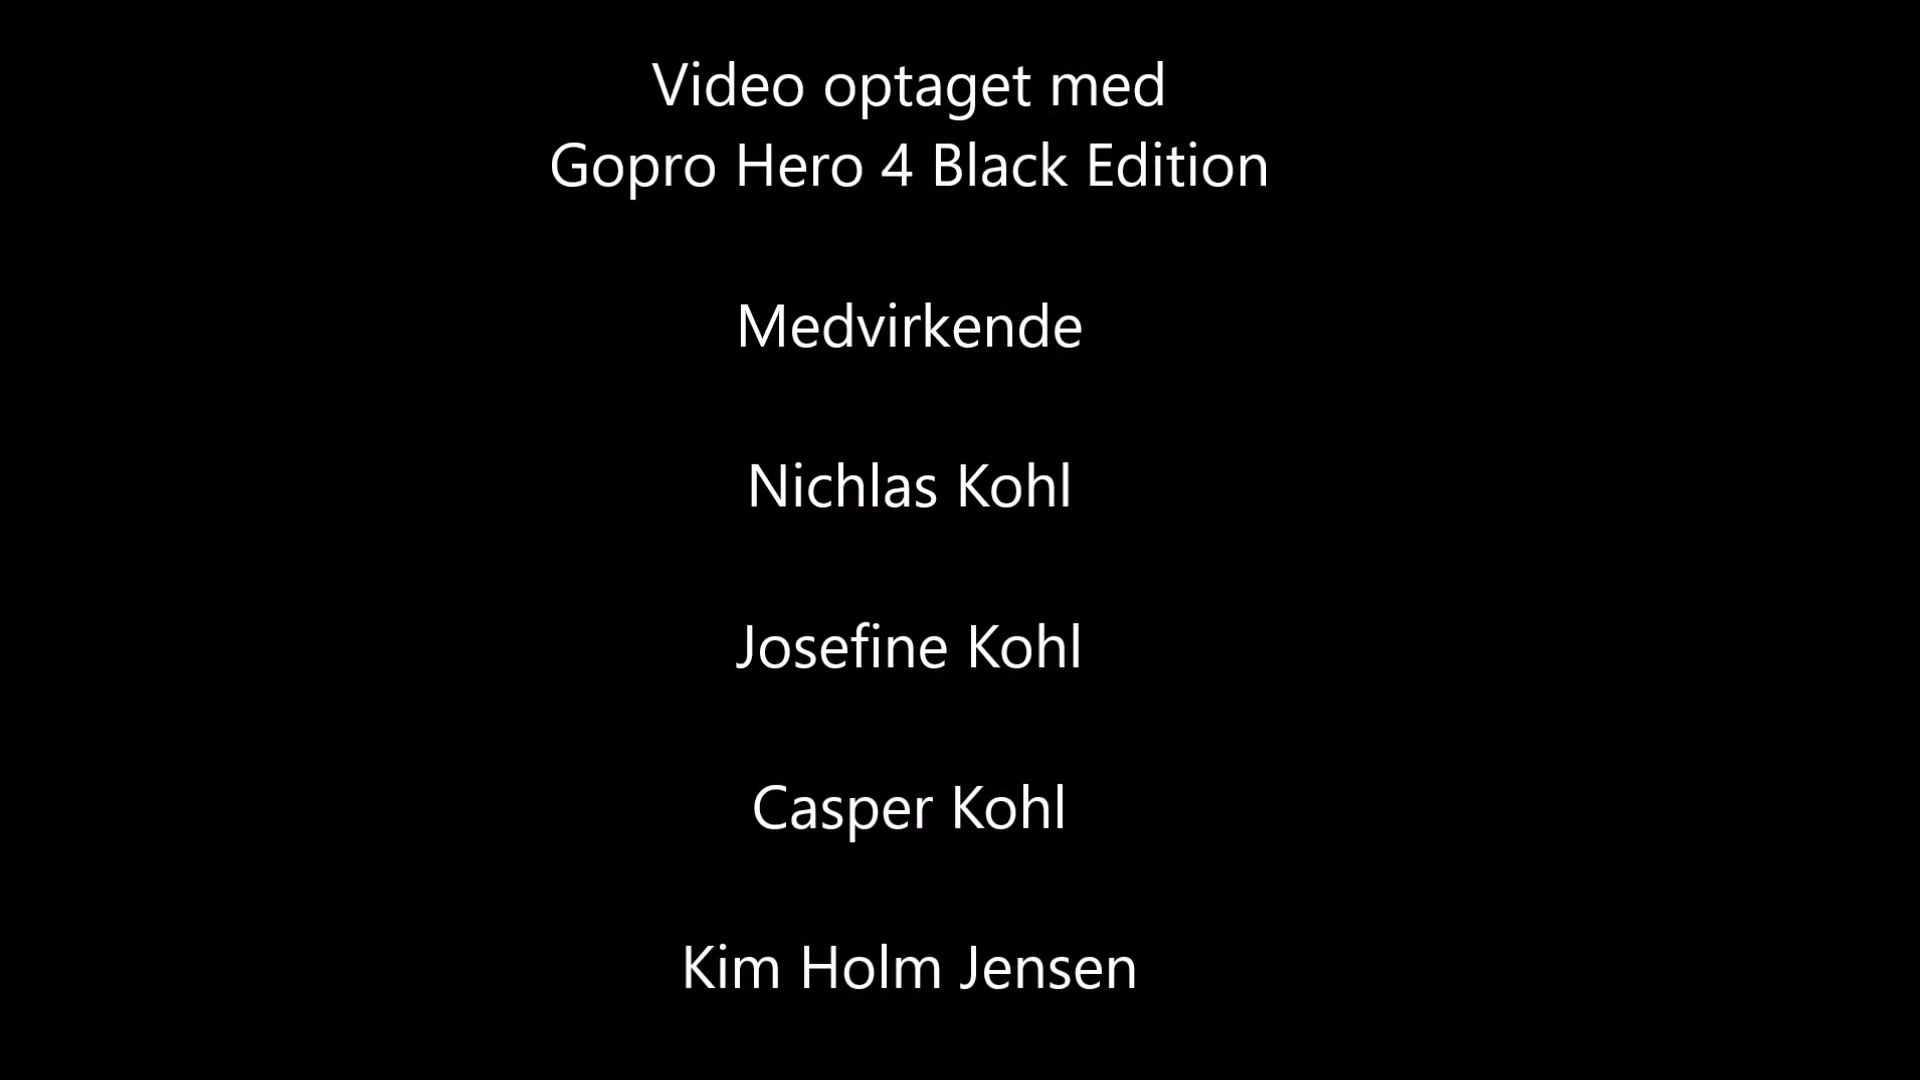 Video optaget med
Gopro Hero 4 Black Edition
Medvirkende
Nichlas Kohl
Josefine Kohl
Casper Kohl
Kim Holm Jensen